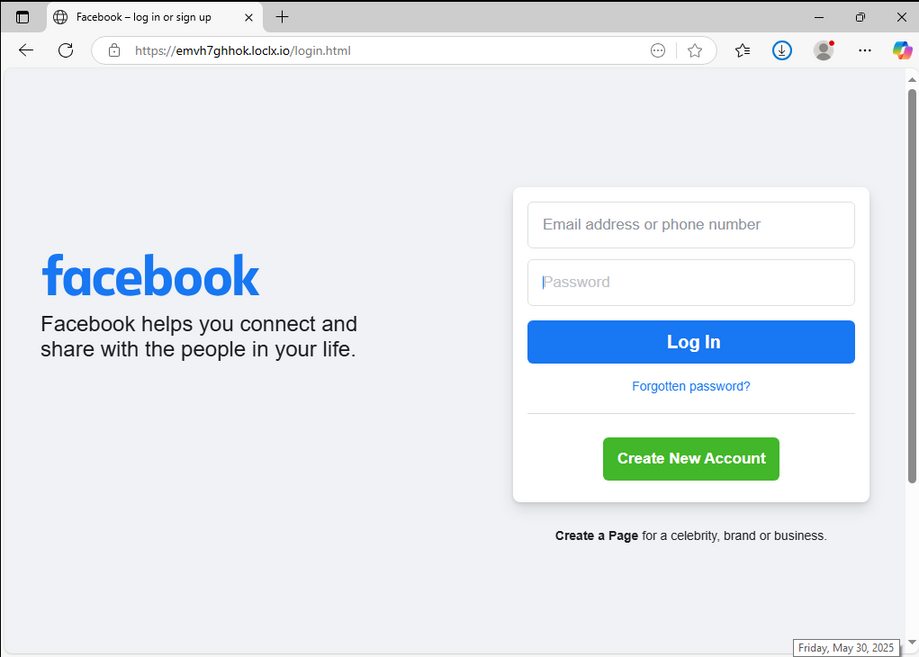 Facebook – log in or sign up
https://emvh7ghhok.loclx.io/login.html
facebook
Facebook helps you connect and
share with the people in your life.
Email address or phone number
Password
Log In
Forgotten password?
Create New Account
Create a Page for a celebrity, brand or business.
Friday, May 30, 2025